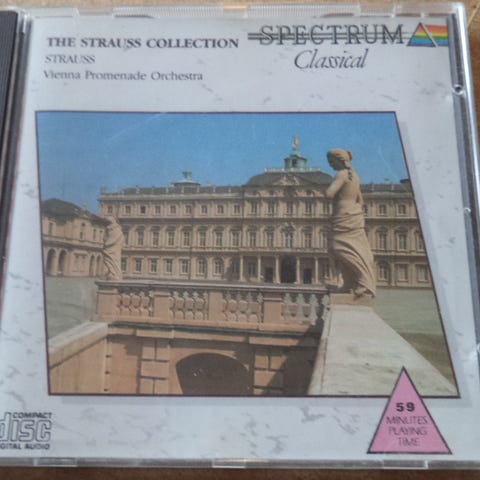 THE STRAUSS COLLECTION
STRAUSS
Vienna Promenade Orchestra
SPECTRUM
Classical
COMPACT
disc
DIGITAL AUDIO
59
MINUTES
PLAYING
TIME